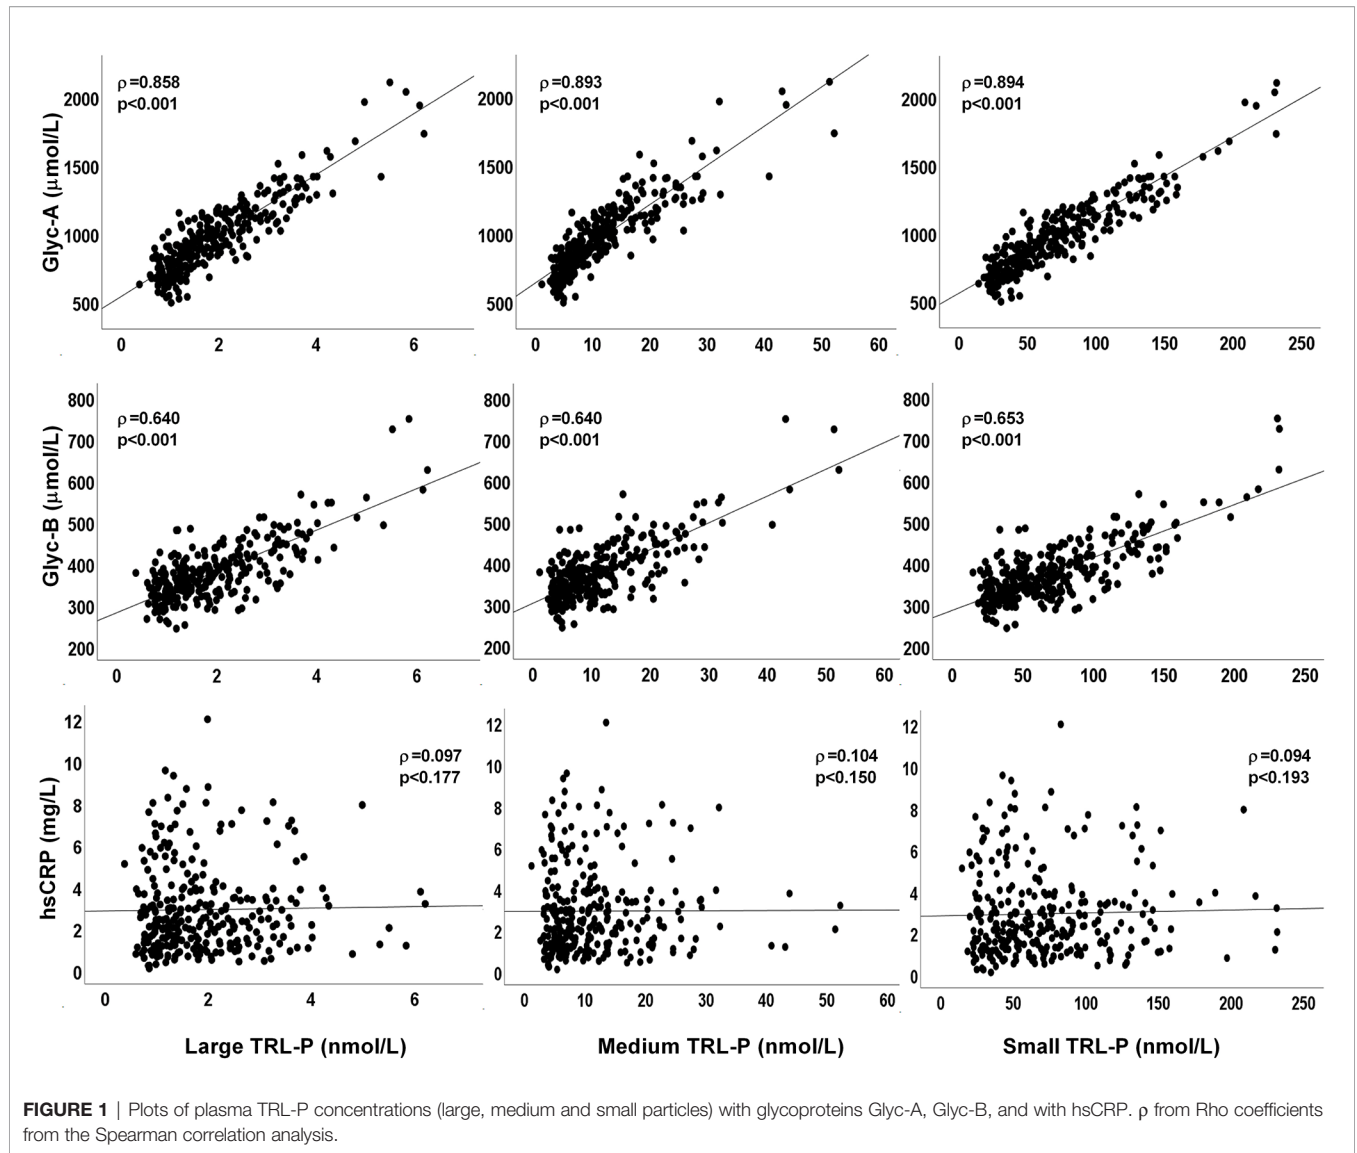 ρ=0.858
p<0.001
2000
1500
1000
500
Glyc-A (μmol/L)
0 2 4 6
ρ=0.893
p<0.001
2000
1500
1000
500
0 10 20 30 40 50 60
ρ=0.894
p<0.001
2000
1500
1000
500
0 50 100 150 200 250
ρ=0.640
p<0.001
800
700
600
500
400
300
200
Glyc-B (μmol/L)
0 2 4 6
ρ=0.640
p<0.001
800
700
600
500
400
300
200
0 10 20 30 40 50 60
ρ=0.653
p<0.001
800
700
600
500
400
300
200
0 50 100 150 200 250
ρ=0.097
p<0.177
12
10
8
6
4
2
0
hsCRP (mg/L)
0 2 4 6
Large TRL-P (nmol/L)
ρ=0.104
p<0.150
12
10
8
6
4
2
0
0 10 20 30 40 50 60
Medium TRL-P (nmol/L)
ρ=0.094
p<0.193
12
10
8
6
4
2
0
0 50 100 150 200 250
Small TRL-P (nmol/L)
FIGURE 1 | Plots of plasma TRL-P concentrations (large, medium and small particles) with glycoproteins Glyc-A, Glyc-B, and with hsCRP. ρ from Rho coefficients
from the Spearman correlation analysis.